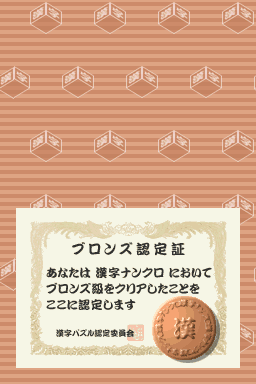 ブロンズ認定証
あなたは 漢字ナンクロ において
ブロンズ級をクリアしたことを
ここに認定します
漢字パズル認定委員会
漢